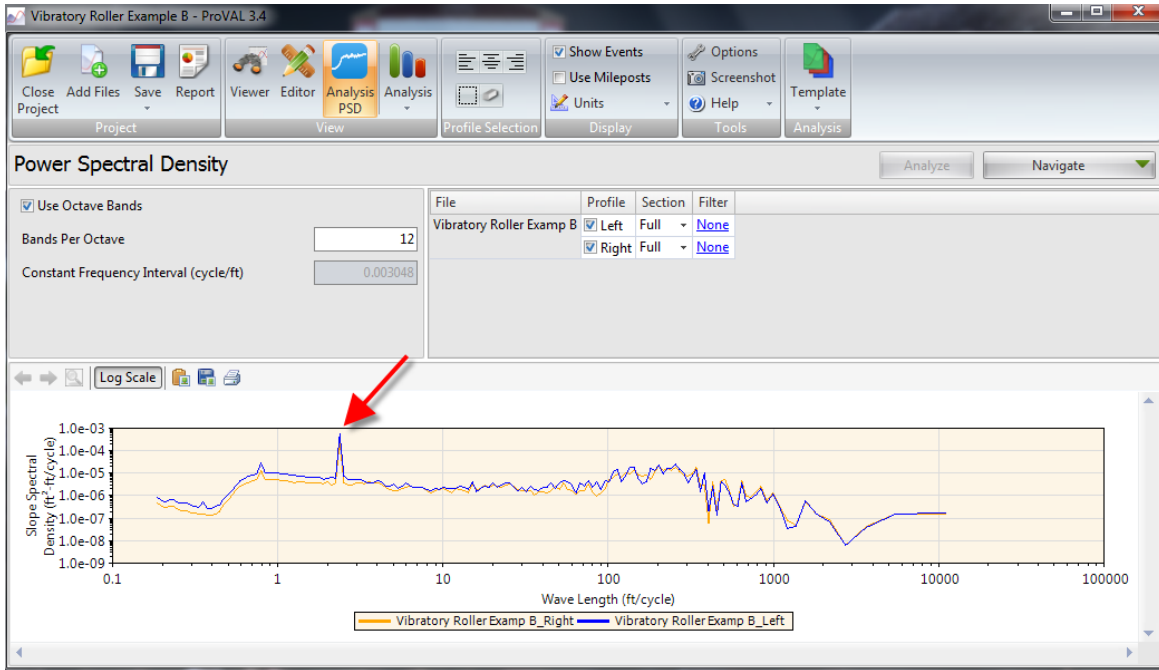 Vibratory Roller Example B - ProVAL 3.4
Close Project
Add Files
Save
Report
Viewer
Editor
Analysis PSD
Analysis
Show Events
Use Mileposts
Units
Options
Screenshot
Help
Template
Project
View
Profile Selection
Display
Tools
Analysis
Power Spectral Density
Analyze
Navigate
Use Octave Bands
Bands Per Octave
12
Constant Frequency Interval (cycle/ft)
0.003048
File Profile Section Filter
Vibratory Roller Examp B Left Full None
Right Full None
Log Scale
1.0e-03
1.0e-04
1.0e-05
1.0e-06
1.0e-07
1.0e-08
1.0e-09
Slope Spectral
Density (ft²·ft/cycle)
0.1 1 10 100 1000 10000 100000
Wave Length (ft/cycle)
Vibratory Roller Examp B_Right Vibratory Roller Examp B_Left